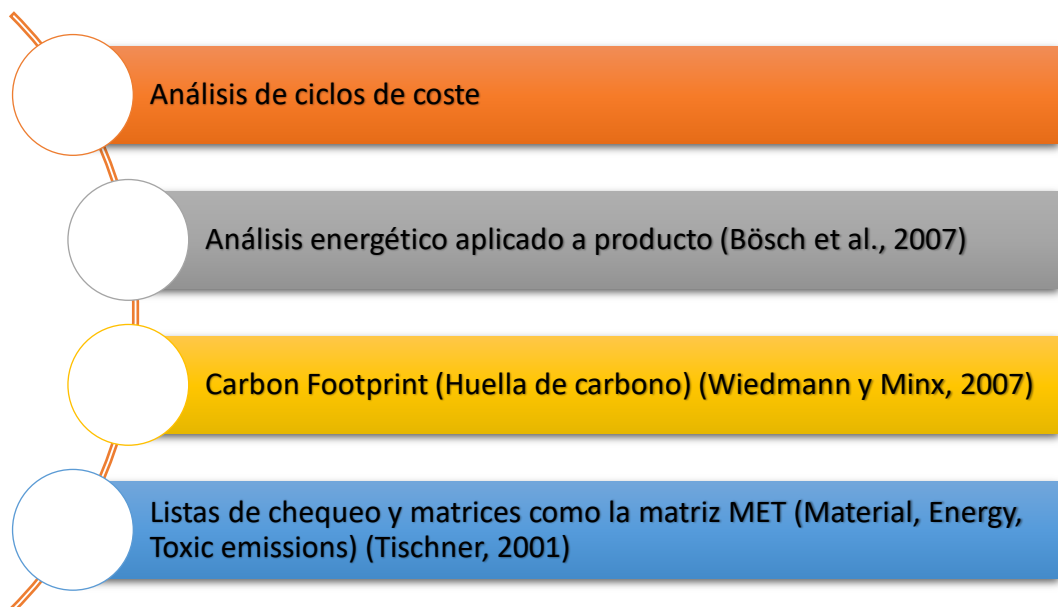 Análisis de ciclos de coste
Análisis energético aplicado a producto (Bösch et al., 2007)
Carbon Footprint (Huella de carbono) (Wiedmann y Minx, 2007)
Listas de chequeo y matrices como la matriz MET (Material, Energy,
Toxic emissions) (Tischner, 2001)